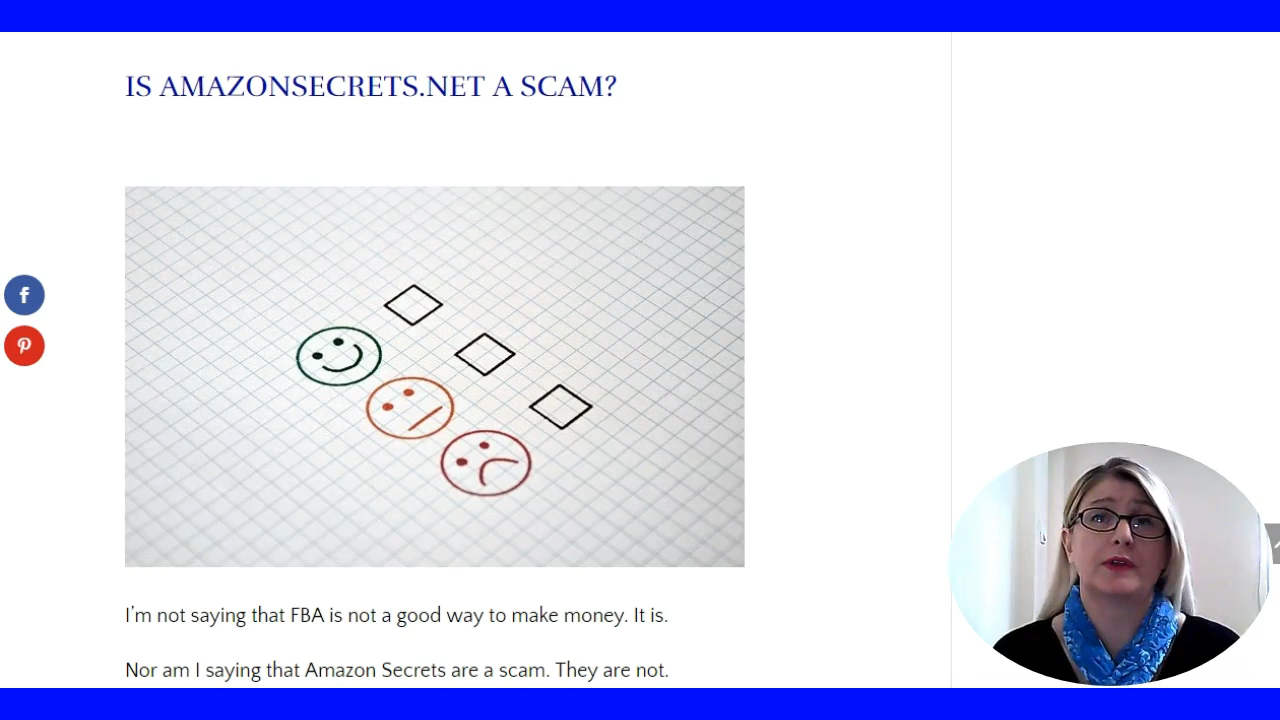 IS AMAZONSECRETS.NET A SCAM?
f
I'm not saying that FBA is not a good way to make money. It is.
Nor am I saying that Amazon Secrets are a scam. They are not.